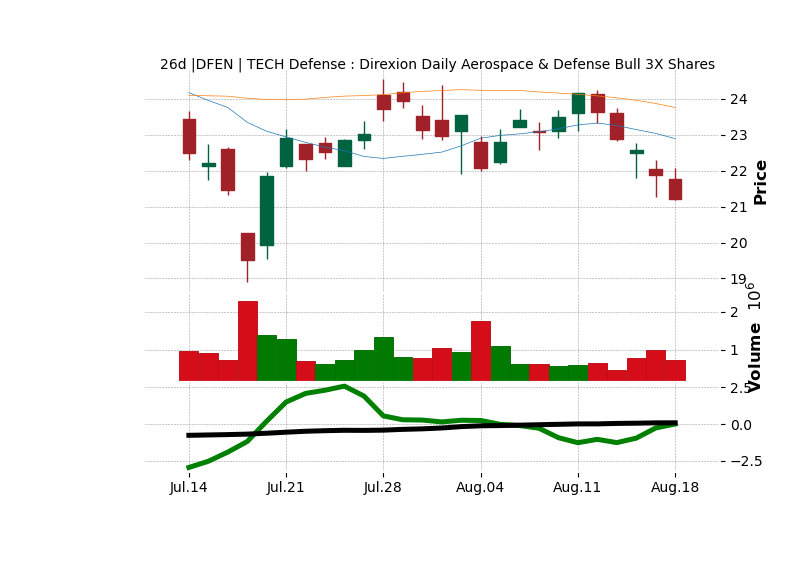 26d |DFEN | TECH Defense : Direxion Daily Aerospace & Defense Bull 3X Shares
24
23
22
21
20
19
Price
2
1
Volume 10^6
2.5
0.0
−2.5
Jul.14 Jul.21 Jul.28 Aug.04 Aug.11 Aug.18